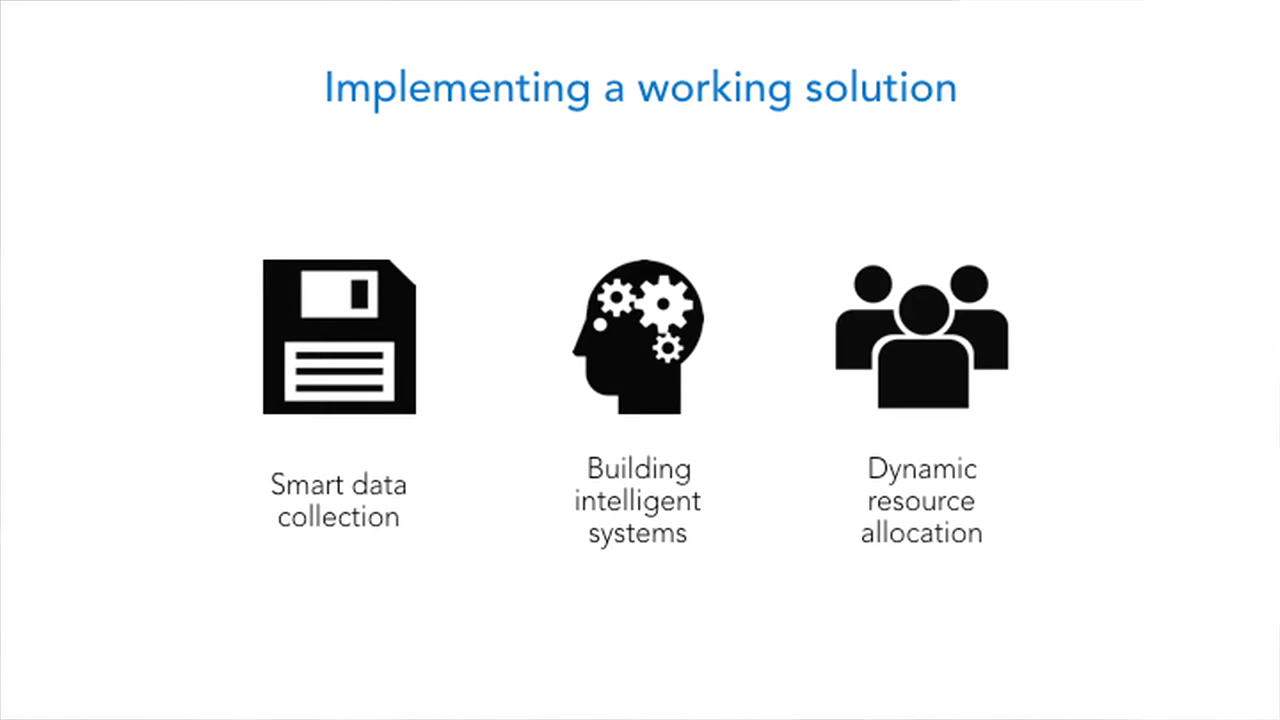 Implementing a working solution
Smart data
collection
Building
intelligent
systems
Dynamic
resource
allocation